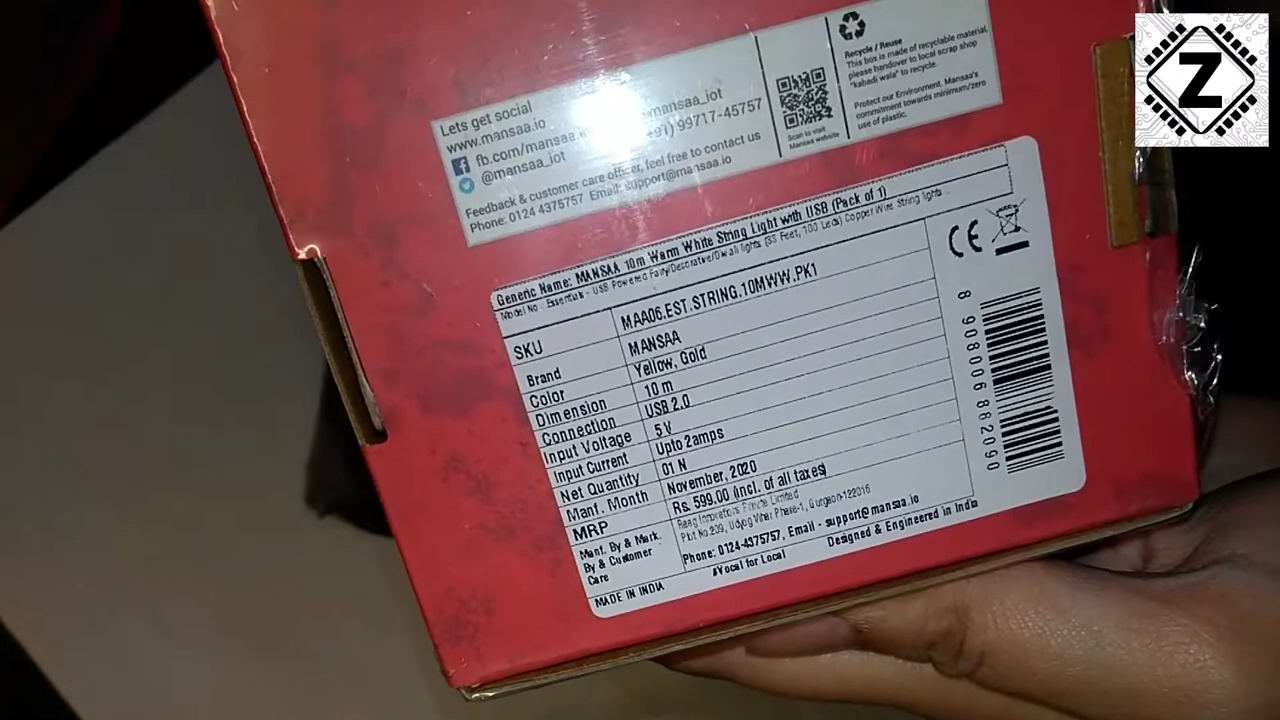 Lets get social
www.mansaa.io
fb.com/mansaa.i
@mansaa_iot
mansaa_iot
+91) 99717-45757
Feedback & customer care officer, feel free to contact us
Phone: 0124 4375757 Email: support@mansaa.io
Scan to visit
Mansaa website
Recycle / Reuse
This box is made of recyclable material,
please handover to local scrap shop
"kabadi wala" to recycle.
Protect our Environment. Mansaa's
commitment towards minimum/zero
use of plastic.
Z
Generic Name: MANSAA 10m Warm White String Light with USB (Pack of 1)
Model No. Essentials - USB Powered Fairy/Decorative/Diwali lights (33 Feet, 100 Leds) Copper Wire String lights
SKU MAA06.EST.STRING.10MWW.PK1
Brand MANSAA
Color Yellow, Gold
Dimension 10 m
Connection USB 2.0
Input Voltage 5 V
Input Current Upto 2amps
Net Quantity 01 N
Manf. Month November, 2020
MRP Rs. 599.00 (incl. of all taxes)
Manf. By & Mark.
By & Customer
Care
Reag Innovations Private Limited
Plot No.209, Udyog Vihar Phase-1, Gurgaon-122016
Phone: 0124-4375757, Email - support@mansaa.io
MADE IN INDIA #Vocal for Local Designed & Engineered in India
CE
8 908006 882090